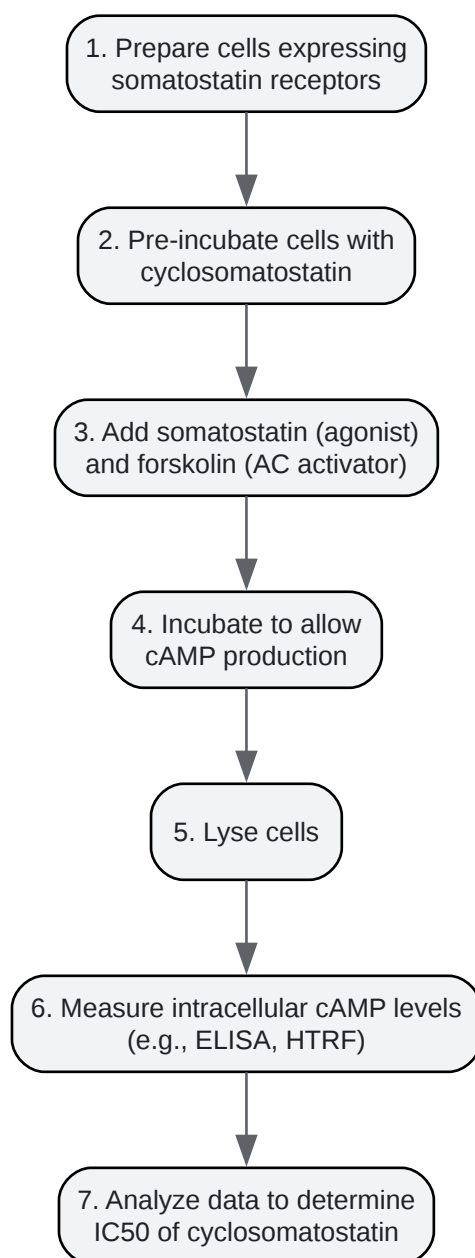 1. Prepare cells expressing
somatostatin receptors
2. Pre-incubate cells with
cyclosomatostatin
3. Add somatostatin (agonist)
and forskolin (AC activator)
4. Incubate to allow
cAMP production
5. Lyse cells
6. Measure intracellular cAMP levels
(e.g., ELISA, HTRF)
7. Analyze data to determine
IC50 of cyclosomatostatin